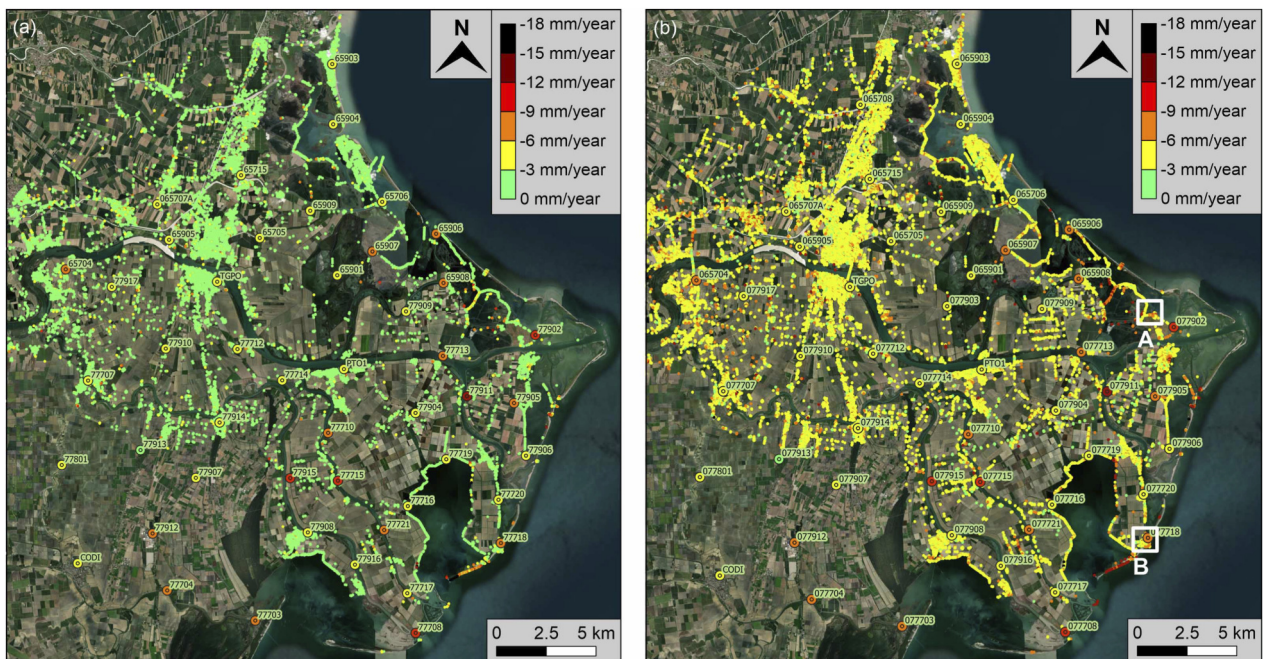 (a)
N
-18 mm/year
-15 mm/year
-12 mm/year
-9 mm/year
-6 mm/year
-3 mm/year
0 mm/year
65903
65904
65715
065707A
65706
65909
65905
65705
65906
65907
65704
65901
65908
TGPO
77917
77909
77902
77910
77712
77713
PTO1
77714
77707
77911
77905
77904
77914
77710
77913
77906
77719
77801
77907
77915
77715
77720
77716
77908
77721
77718
77912
CODI
77916
77704
77717
77703
77708
0 2.5 5 km
(b)
N
-18 mm/year
-15 mm/year
-12 mm/year
-9 mm/year
-6 mm/year
-3 mm/year
0 mm/year
065903
065708
065904
065715
065706
065707A
065909
065906
065905
065705
065907
065704
065901
065908
TGPO
077917
077903
077909
A
077902
077910
077712
077713
PTO1
077714
077707
077911
077905
077904
077914
077710
077913
077906
077719
077801
077907
077915
077715
077720
077716
077908
077721
077718
077912
B
CODI
077916
077704
077717
077703
077708
0 2.5 5 km